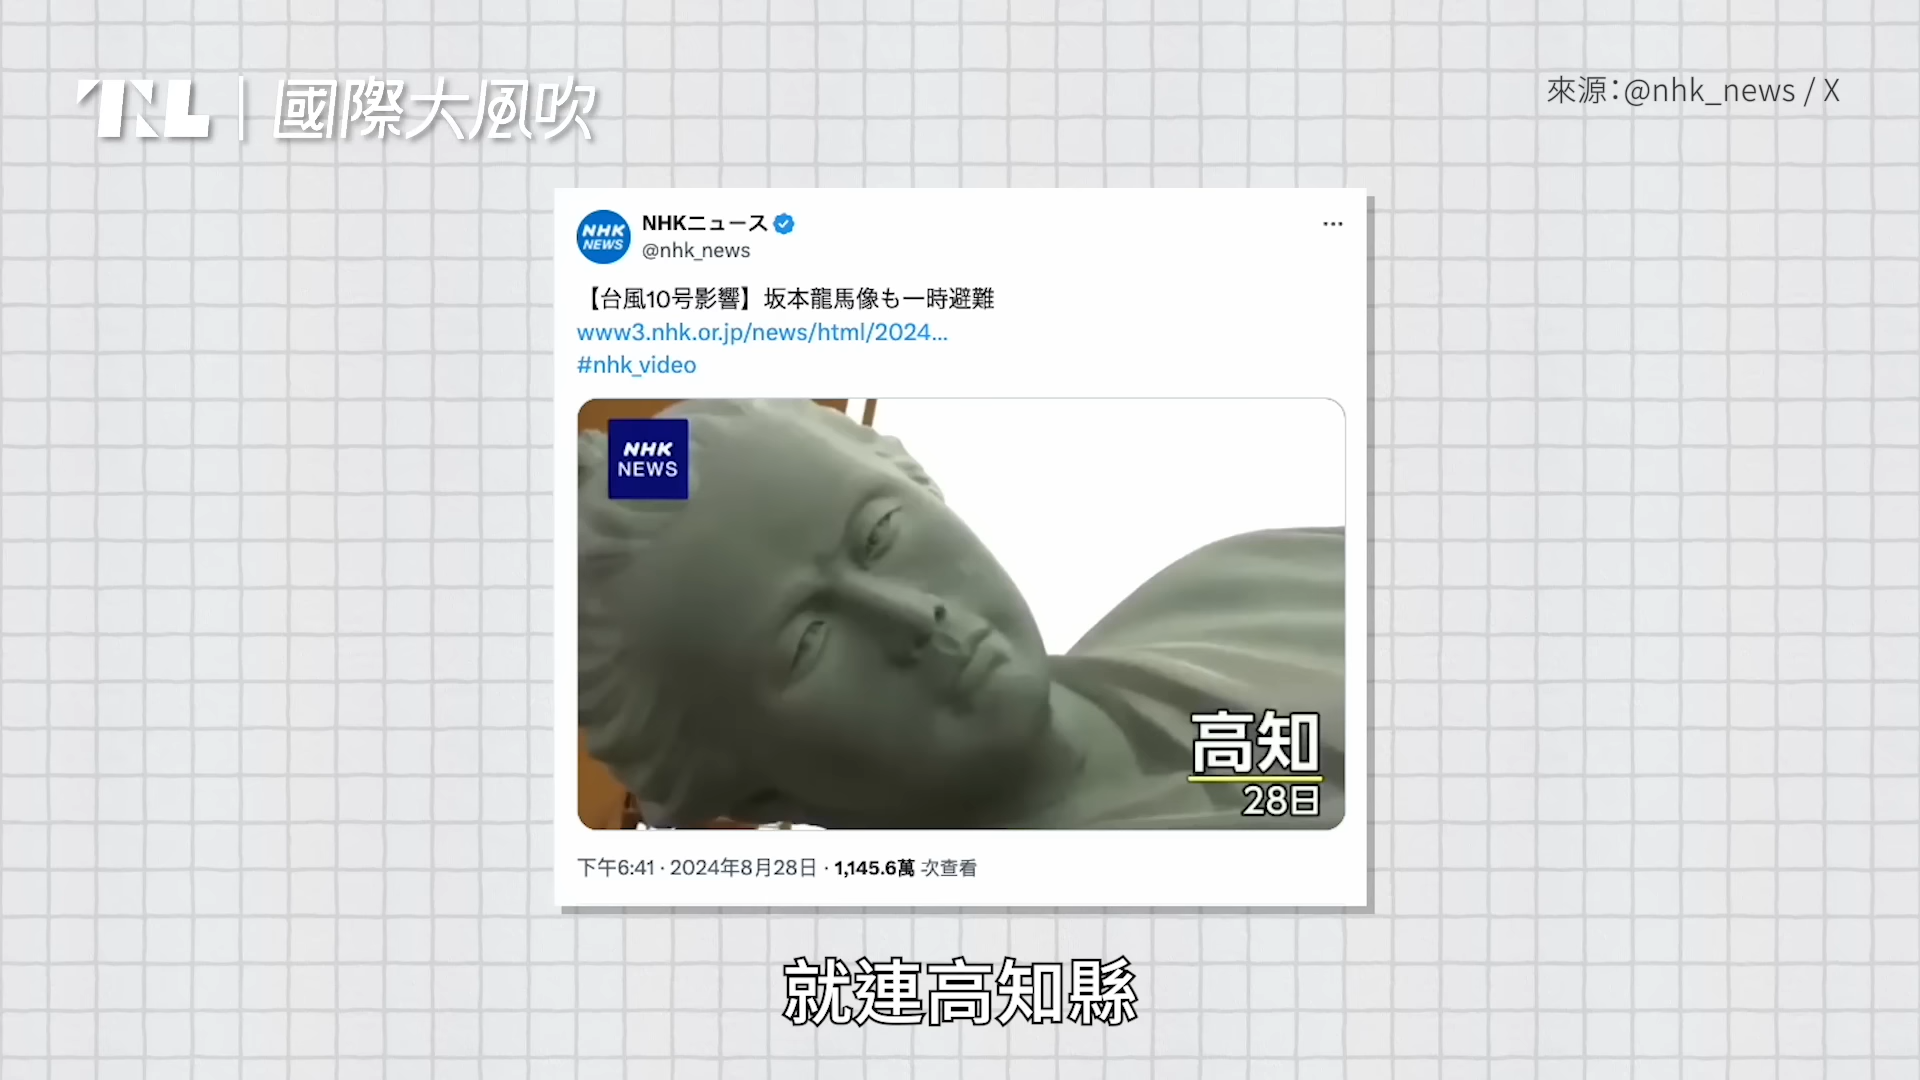 TNL | 國際大風吹
來源：@nhk_news / X
NHK NEWS
NHKニュース
@nhk_news
【台風10号影響】坂本龍馬像も一時避難
www3.nhk.or.jp/news/html/2024...
#nhk_video
NHK
NEWS
高知
28日
下午6:41 · 2024年8月28日 · 1,145.6萬 次查看
就連高知縣